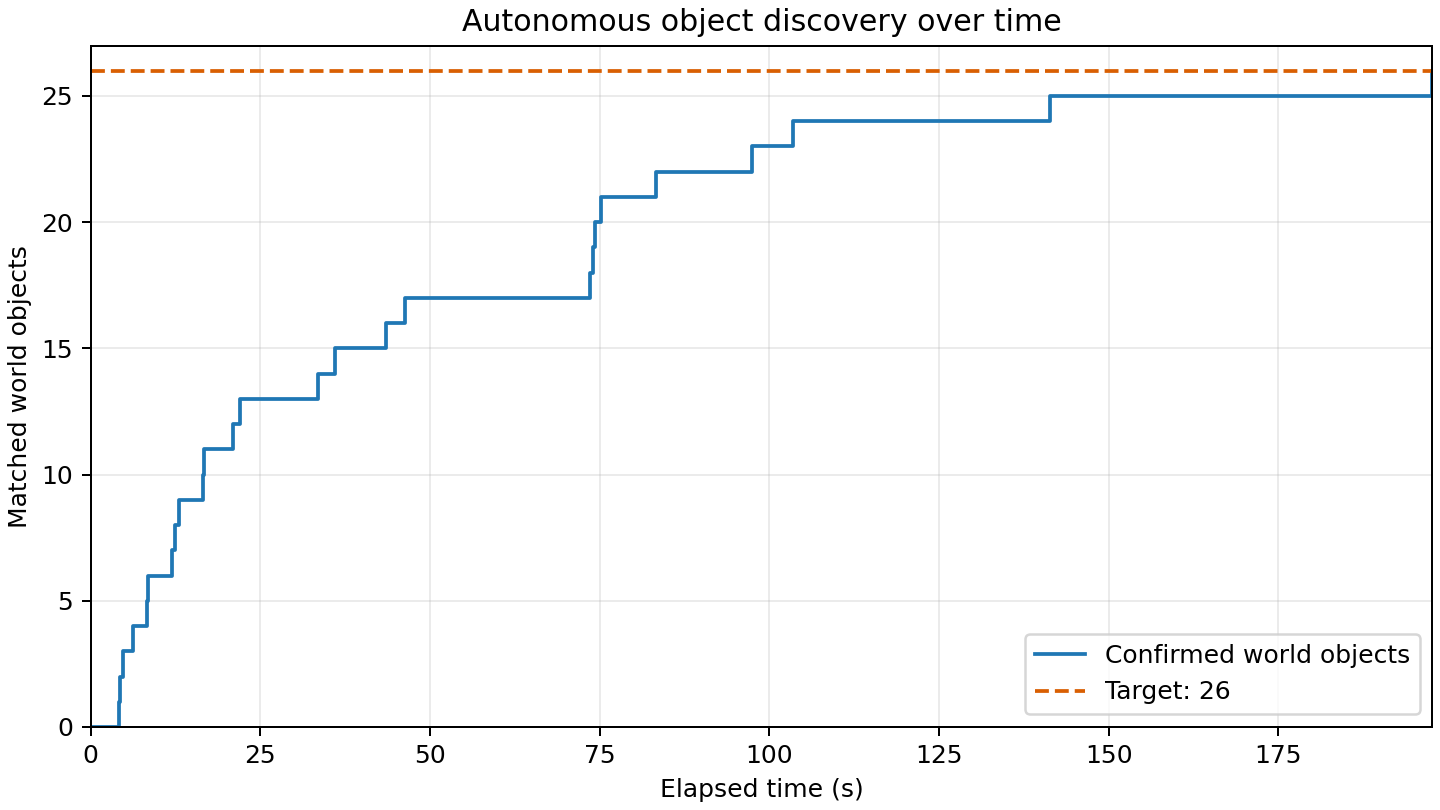 Autonomous object discovery over time
Matched world objects
25
20
15
10
5
0
0 25 50 75 100 125 150 175
Elapsed time (s)
Confirmed world objects
Target: 26